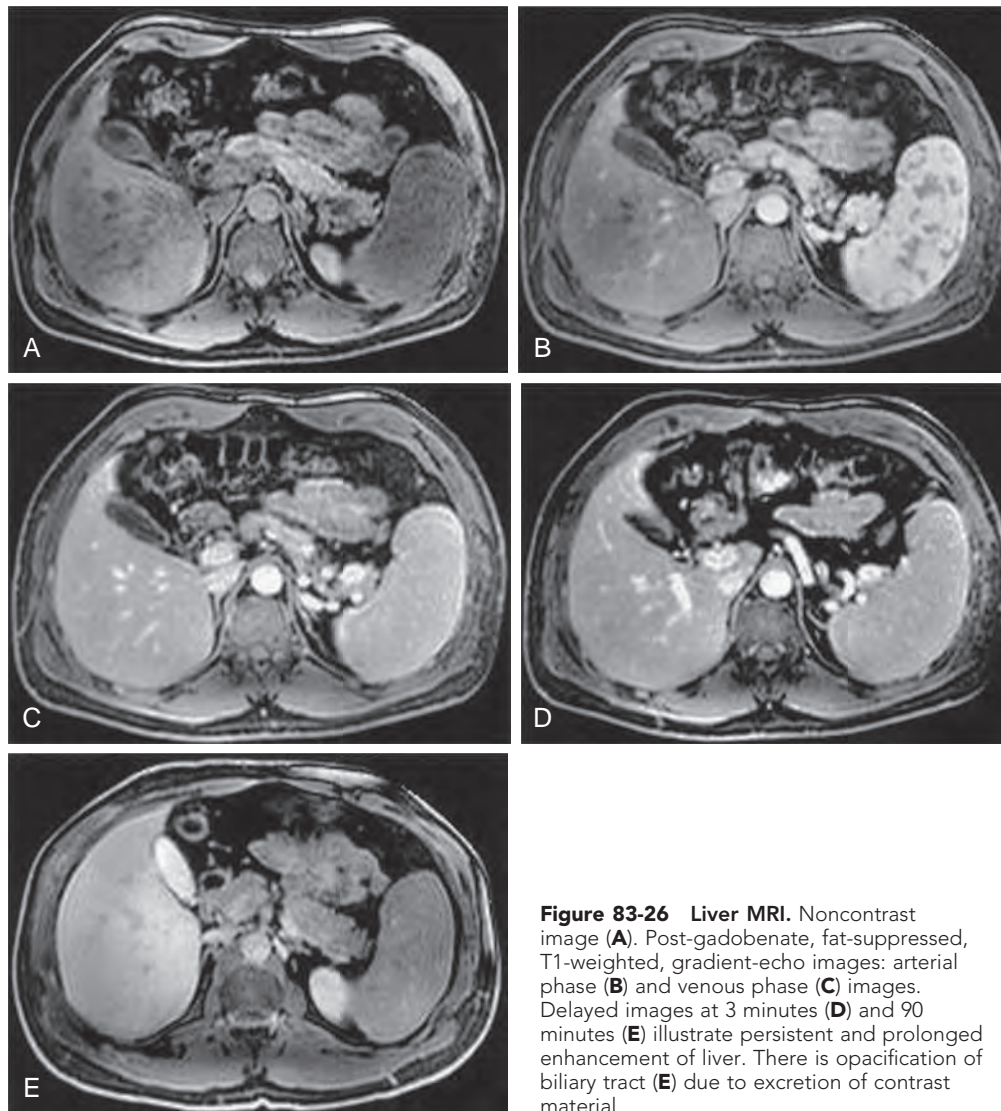 A
B
C
D
E
Figure 83-26 Liver MRI. Noncontrast
image (A). Post-gadobenate, fat-suppressed,
T1-weighted, gradient-echo images: arterial
phase (B) and venous phase (C) images.
Delayed images at 3 minutes (D) and 90
minutes (E) illustrate persistent and prolonged
enhancement of liver. There is opacification of
biliary tract (E) due to excretion of contrast
material